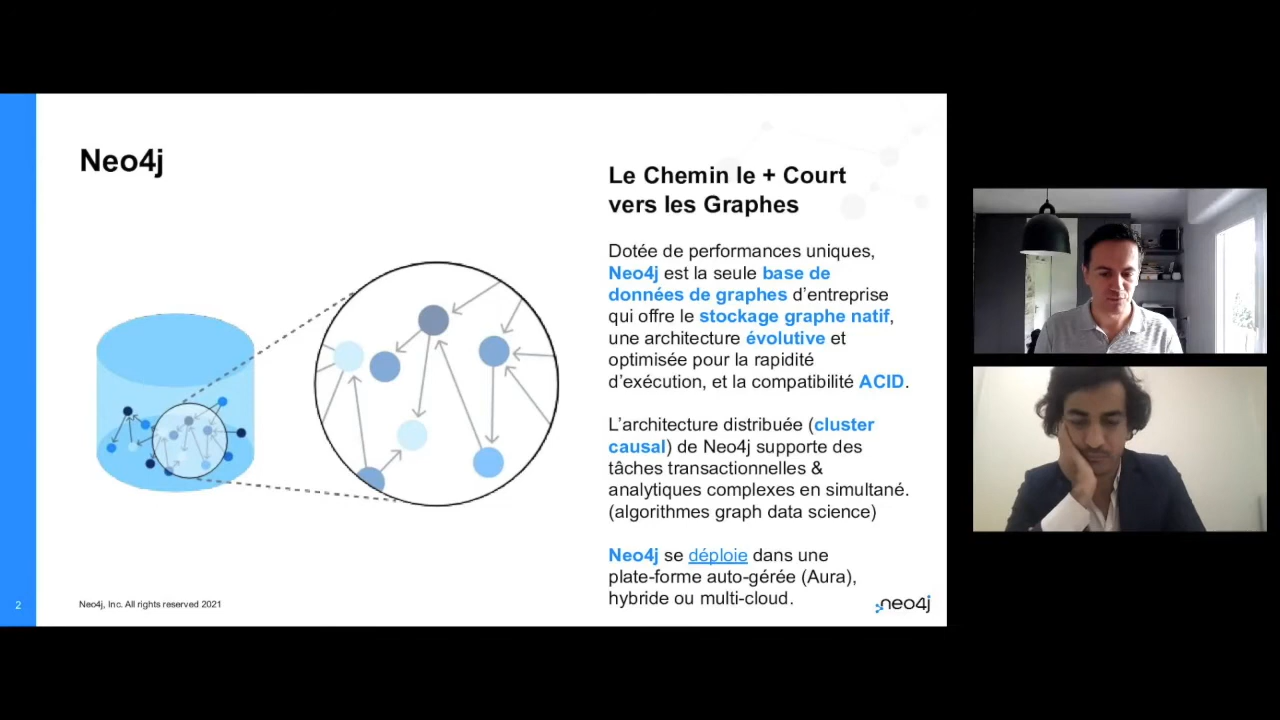 Neo4j
Le Chemin le + Court
vers les Graphes
Dotée de performances uniques,
Neo4j est la seule base de
données de graphes d’entreprise
qui offre le stockage graphe natif,
une architecture évolutive et
optimisée pour la rapidité
d’exécution, et la compatibilité ACID.
L’architecture distribuée (cluster
causal) de Neo4j supporte des
tâches transactionnelles &
analytiques complexes en simultané.
(algorithmes graph data science)
Neo4j se déploie dans une
plate-forme auto-gérée (Aura),
hybride ou multi-cloud.
2
Neo4j, Inc. All rights reserved 2021
neo4j